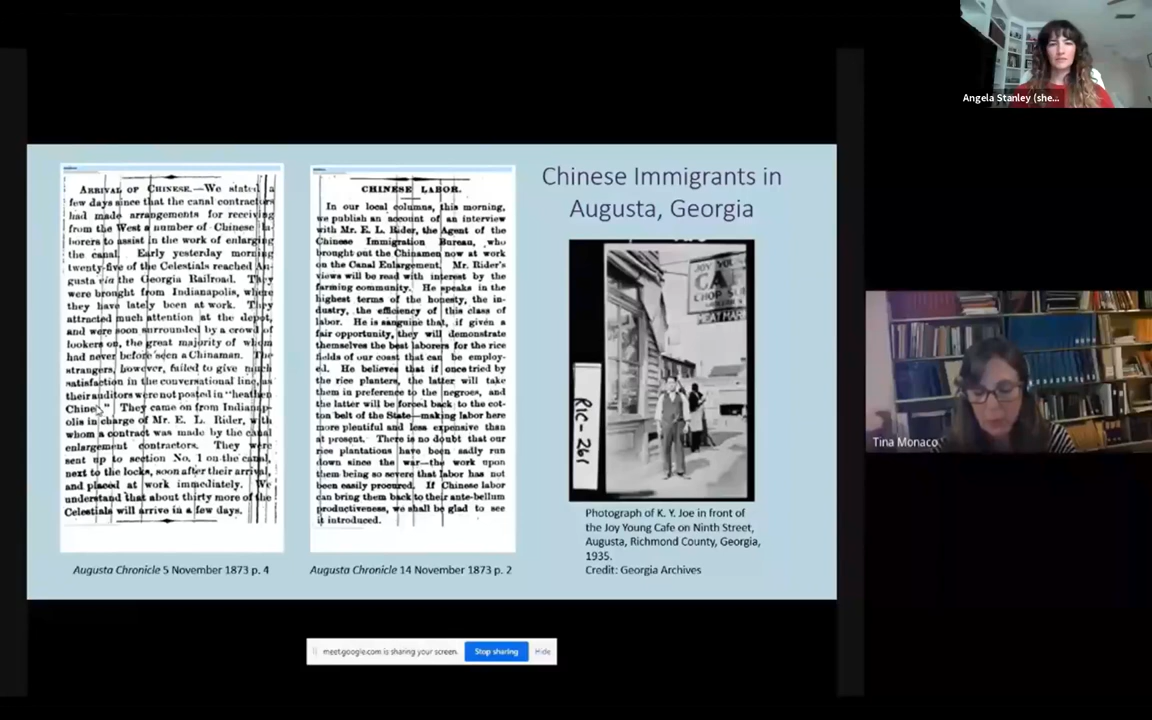 Angela Stanley (she...
Chinese Immigrants in
Augusta, Georgia
ARRIVAL OF CHINESE.—We stated a
few days since that the canal contractors
had made arrangements for receiving
from the West a number of Chinese la-
borers to assist in the work of enlarging
the canal. Early yesterday morning
twenty-five of the Celestials reached Au-
gusta via the Georgia Railroad. They
were brought from Indianapolis, where
they have lately been at work. They
attracted much attention at the depot,
and were soon surrounded by a crowd of
lookers on, the great majority of whom
had never before seen a Chinaman. The
strangers, however, failed to give much
satisfaction in the conversational line, as
their auditors were not posted in "heathen
Chinee." They came on from Indianap-
olis in charge of Mr. E. L. Rider, with
whom a contract was made by the canal
enlargement contractors. They were
sent up to section No. 1 on the canal,
next to the locks, soon after their arrival,
and placed at work immediately. We
understand that about thirty more of the
Celestials will arrive in a few days.
Augusta Chronicle 5 November 1873 p. 4
CHINESE LABOR.
In our local columns, this morning,
we publish an account of an interview
with Mr. E. L. Rider, the Agent of the
Chinese Immigration Bureau, who
brought out the Chinamen now at work
on the Canal Enlargement. Mr. Rider's
views will be read with interest by the
farming community. He speaks in the
highest terms of the honesty, the in-
dustry, the efficiency of this class of
labor. He is sanguine that, if given a
fair opportunity, they will demonstrate
themselves the best laborers for the rice
fields of our coast that can be employ-
ed. He believes that if once tried by
the rice planters, the latter will take
them in preference to the negroes, and
the latter will be forced back to the cot-
ton belt of the State—making labor here
more plentiful and less expensive than
at present. There is no doubt that our
rice plantations have been sadly run
down since the war—the work upon
them being so severe that labor has not
been easily procured. If Chinese labor
can bring them back to their ante-bellum
productiveness, we shall be glad to see
it introduced.
Augusta Chronicle 14 November 1873 p. 2
JOY YOUNG
CAFE
CHOP SUEY
MEAT MAR
RIC-261
Photograph of K. Y. Joe in front of
the Joy Young Cafe on Ninth Street,
Augusta, Richmond County, Georgia,
1935.
Credit: Georgia Archives
Tina Monaco
meet.google.com is sharing your screen.
Stop sharing
Hide